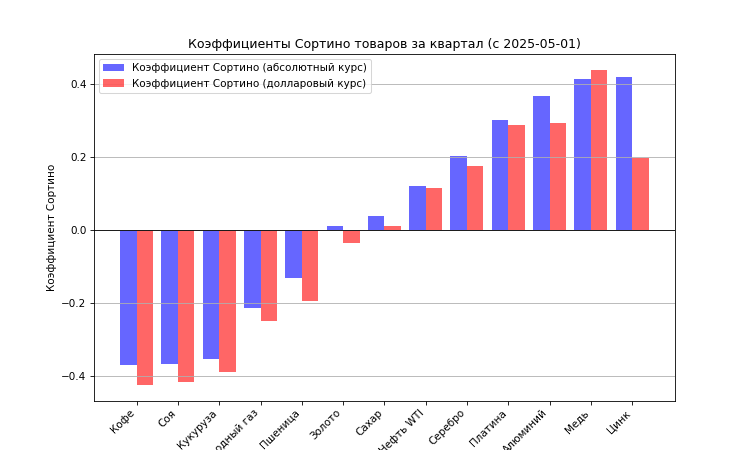 Коэффициенты Сортино товаров за квартал (с 2025-05-01)
Коэффициент Сортино (абсолютный курс)
Коэффициент Сортино (долларовый курс)
Коэффициент Сортино
0.4
0.2
0.0
−0.2
−0.4
Кофе
Соя
Кукуруза
одный газ
Пшеница
Золото
Сахар
Нефть WTI
Серебро
Платина
Алюминий
Медь
Цинк